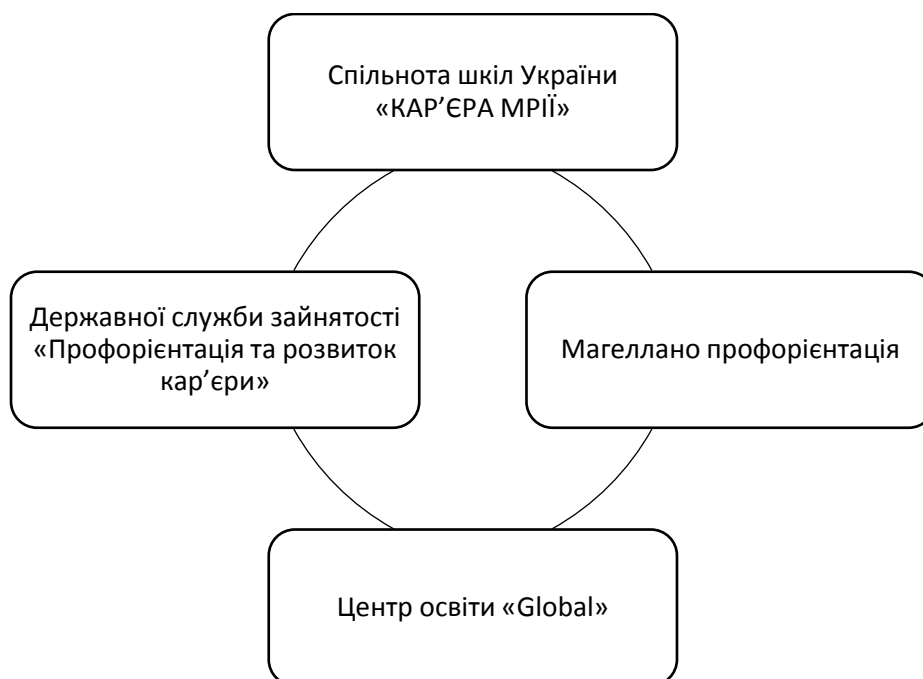 Спільнота шкіл України
«КАР’ЄРА МРІЇ»
Державної служби зайнятості
«Профорієнтація та розвиток
кар’єри»
Магеллано профорієнтація
Центр освіти «Global»